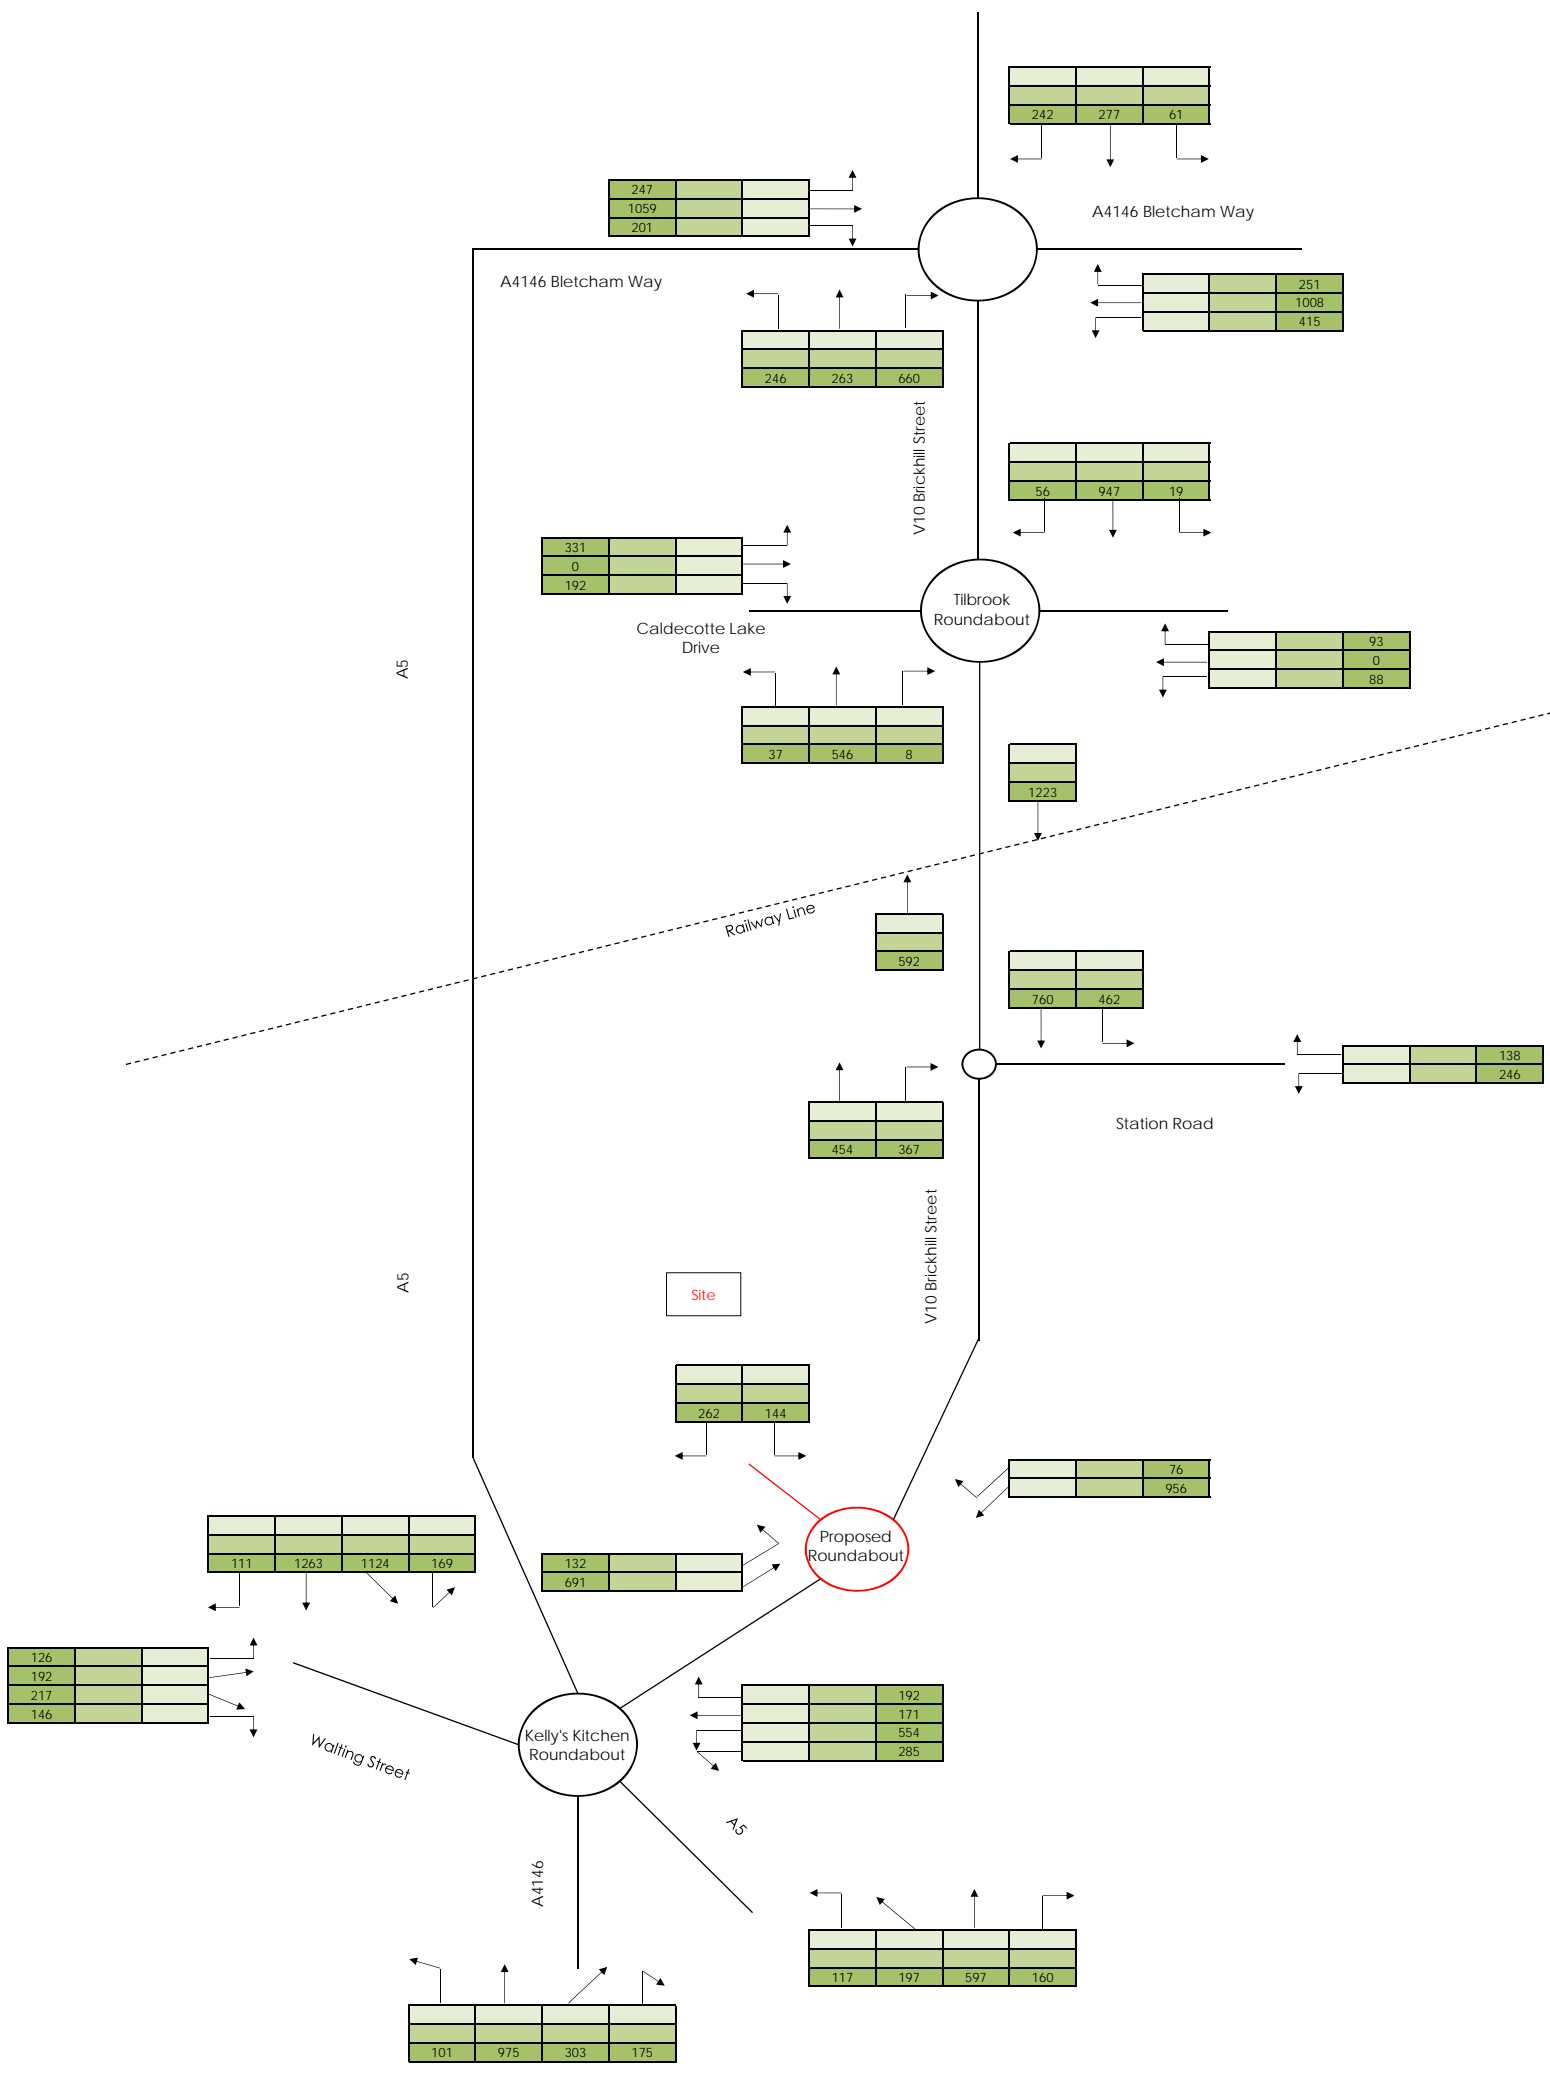 242 277 61
247
1059
201
A4146 Bletcham Way
A4146 Bletcham Way
251
1008
415
246 263 660
V10 Brickhill Street
56 947 19
331
0
192
Tilbrook
Roundabout
Caldecotte Lake
Drive
93
0
88
A5
37 546 8
1223
Railway Line
592
760 462
138
246
Station Road
454 367
V10 Brickhill Street
A5
Site
262 144
76
956
Proposed
Roundabout
111 1263 1124 169
132
691
126
192
217
146
192
171
554
285
Kelly's Kitchen
Roundabout
Walting Street
A5
A4146
117 197 597 160
101 975 303 175